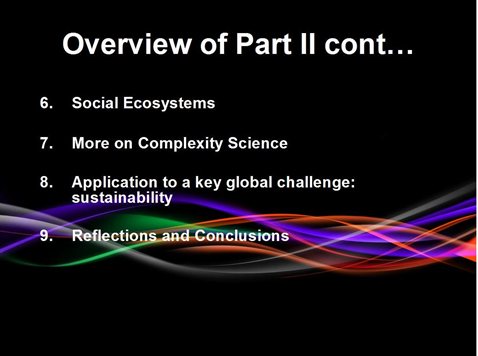 Overview of Part II cont…
6. Social Ecosystems
7. More on Complexity Science
8. Application to a key global challenge:
sustainability
9. Reflections and Conclusions